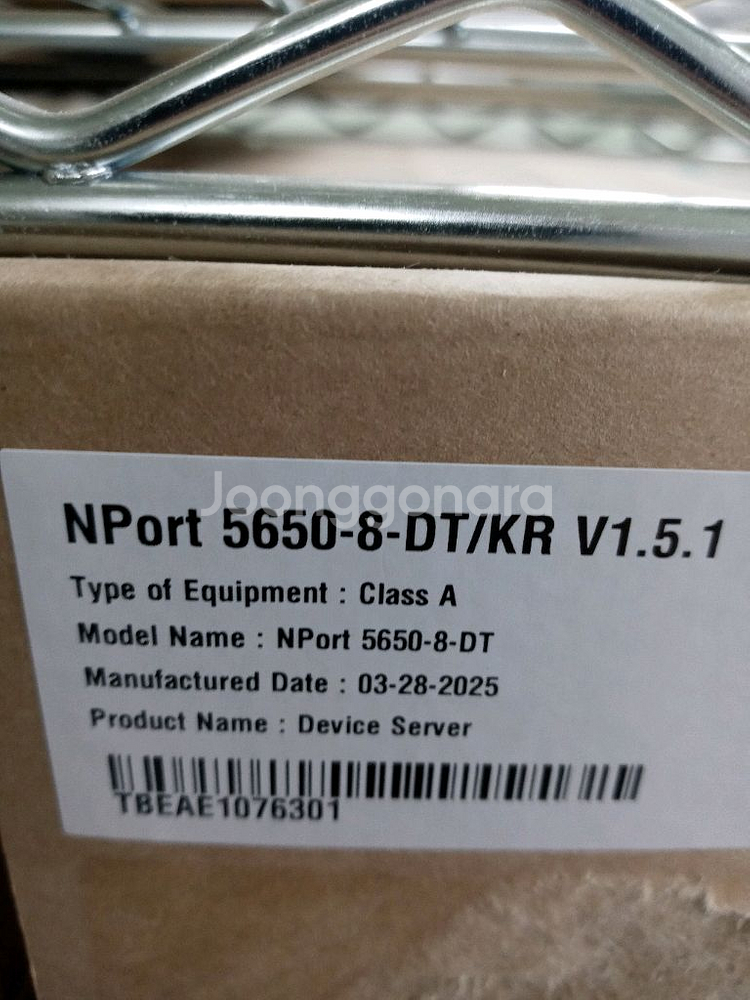 Joonggonara
NPort 5650-8-DT/KR V1.5.1
Type of Equipment : Class A
Model Name : NPort 5650-8-DT
Manufactured Date : 03-28-2025
Product Name : Device Server
TBEAE1076301